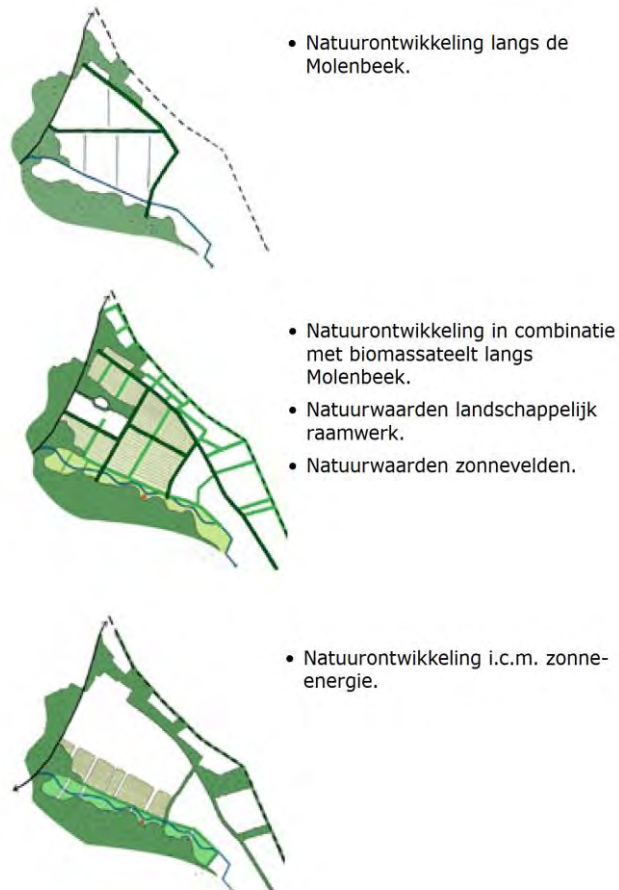 • Natuurontwikkeling langs de
Molenbeek.
• Natuurontwikkeling in combinatie
met biomassateelt langs
Molenbeek.
• Natuurwaarden landschappelijk
raamwerk.
• Natuurwaarden zonnevelden.
• Natuurontwikkeling i.c.m. zonne-
energie.